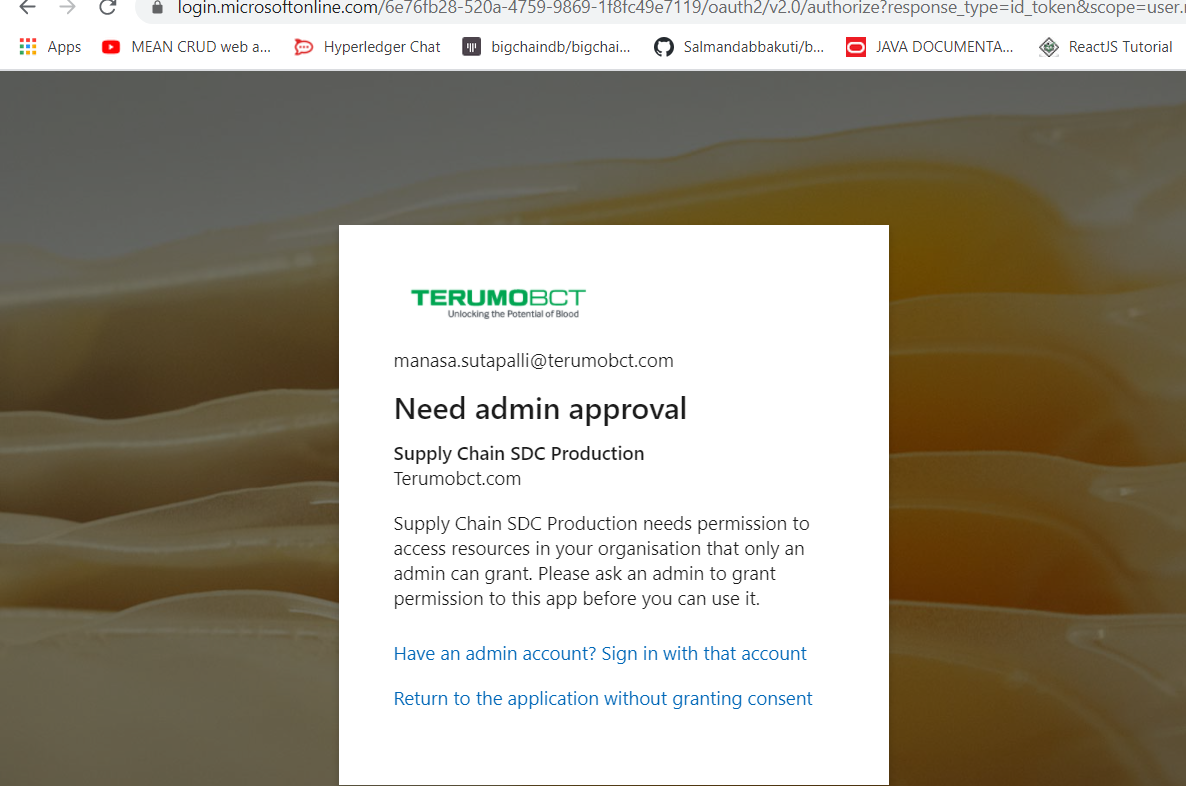 login.microsoftonline.com/6e76fb28-520a-4759-9869-1f8fc49e7119/oauth2/v2.0/authorize?response_type=id_token&scope=user.r
Apps MEAN CRUD web a... Hyperledger Chat bigchaindb/bigchai... Salmandabbakuti/b... JAVA DOCUMENTA... ReactJS Tutorial
TERUMOBCT
Unlocking the Potential of Blood
manasa.sutapalli@terumobct.com
Need admin approval
Supply Chain SDC Production
Terumobct.com
Supply Chain SDC Production needs permission to
access resources in your organisation that only an
admin can grant. Please ask an admin to grant
permission to this app before you can use it.
Have an admin account? Sign in with that account
Return to the application without granting consent